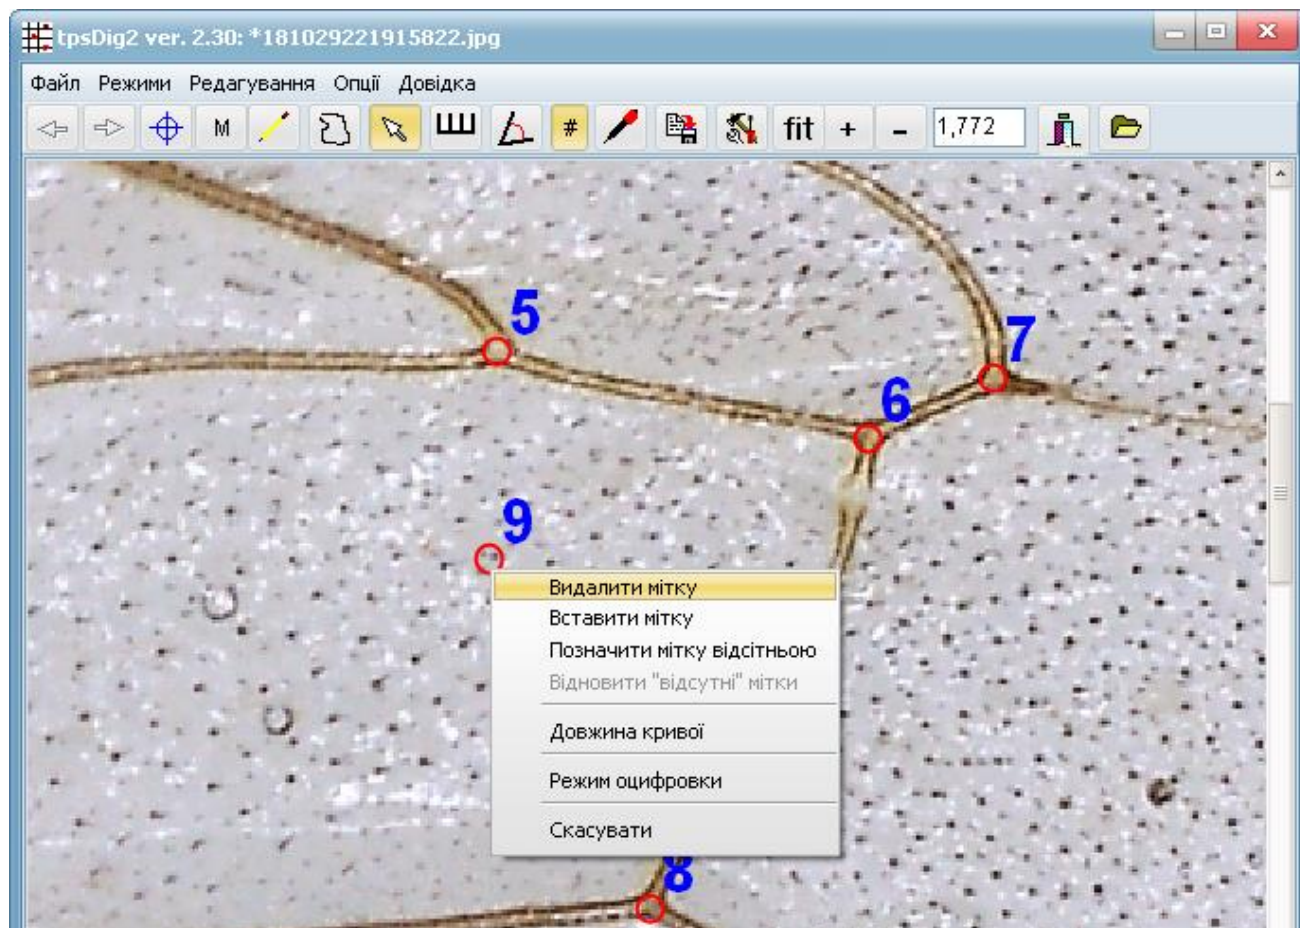 tpsDig2 ver. 2.30: *181029221915822.jpg
Файл Режими Редагування Опції Довідка
M # fit + - 1,772
5
7
6
9
Видалити мітку
Вставити мітку
Позначити мітку відсітньою
Відновити "відсутні" мітки
Довжина кривої
Режим оцифровки
Скасувати
8